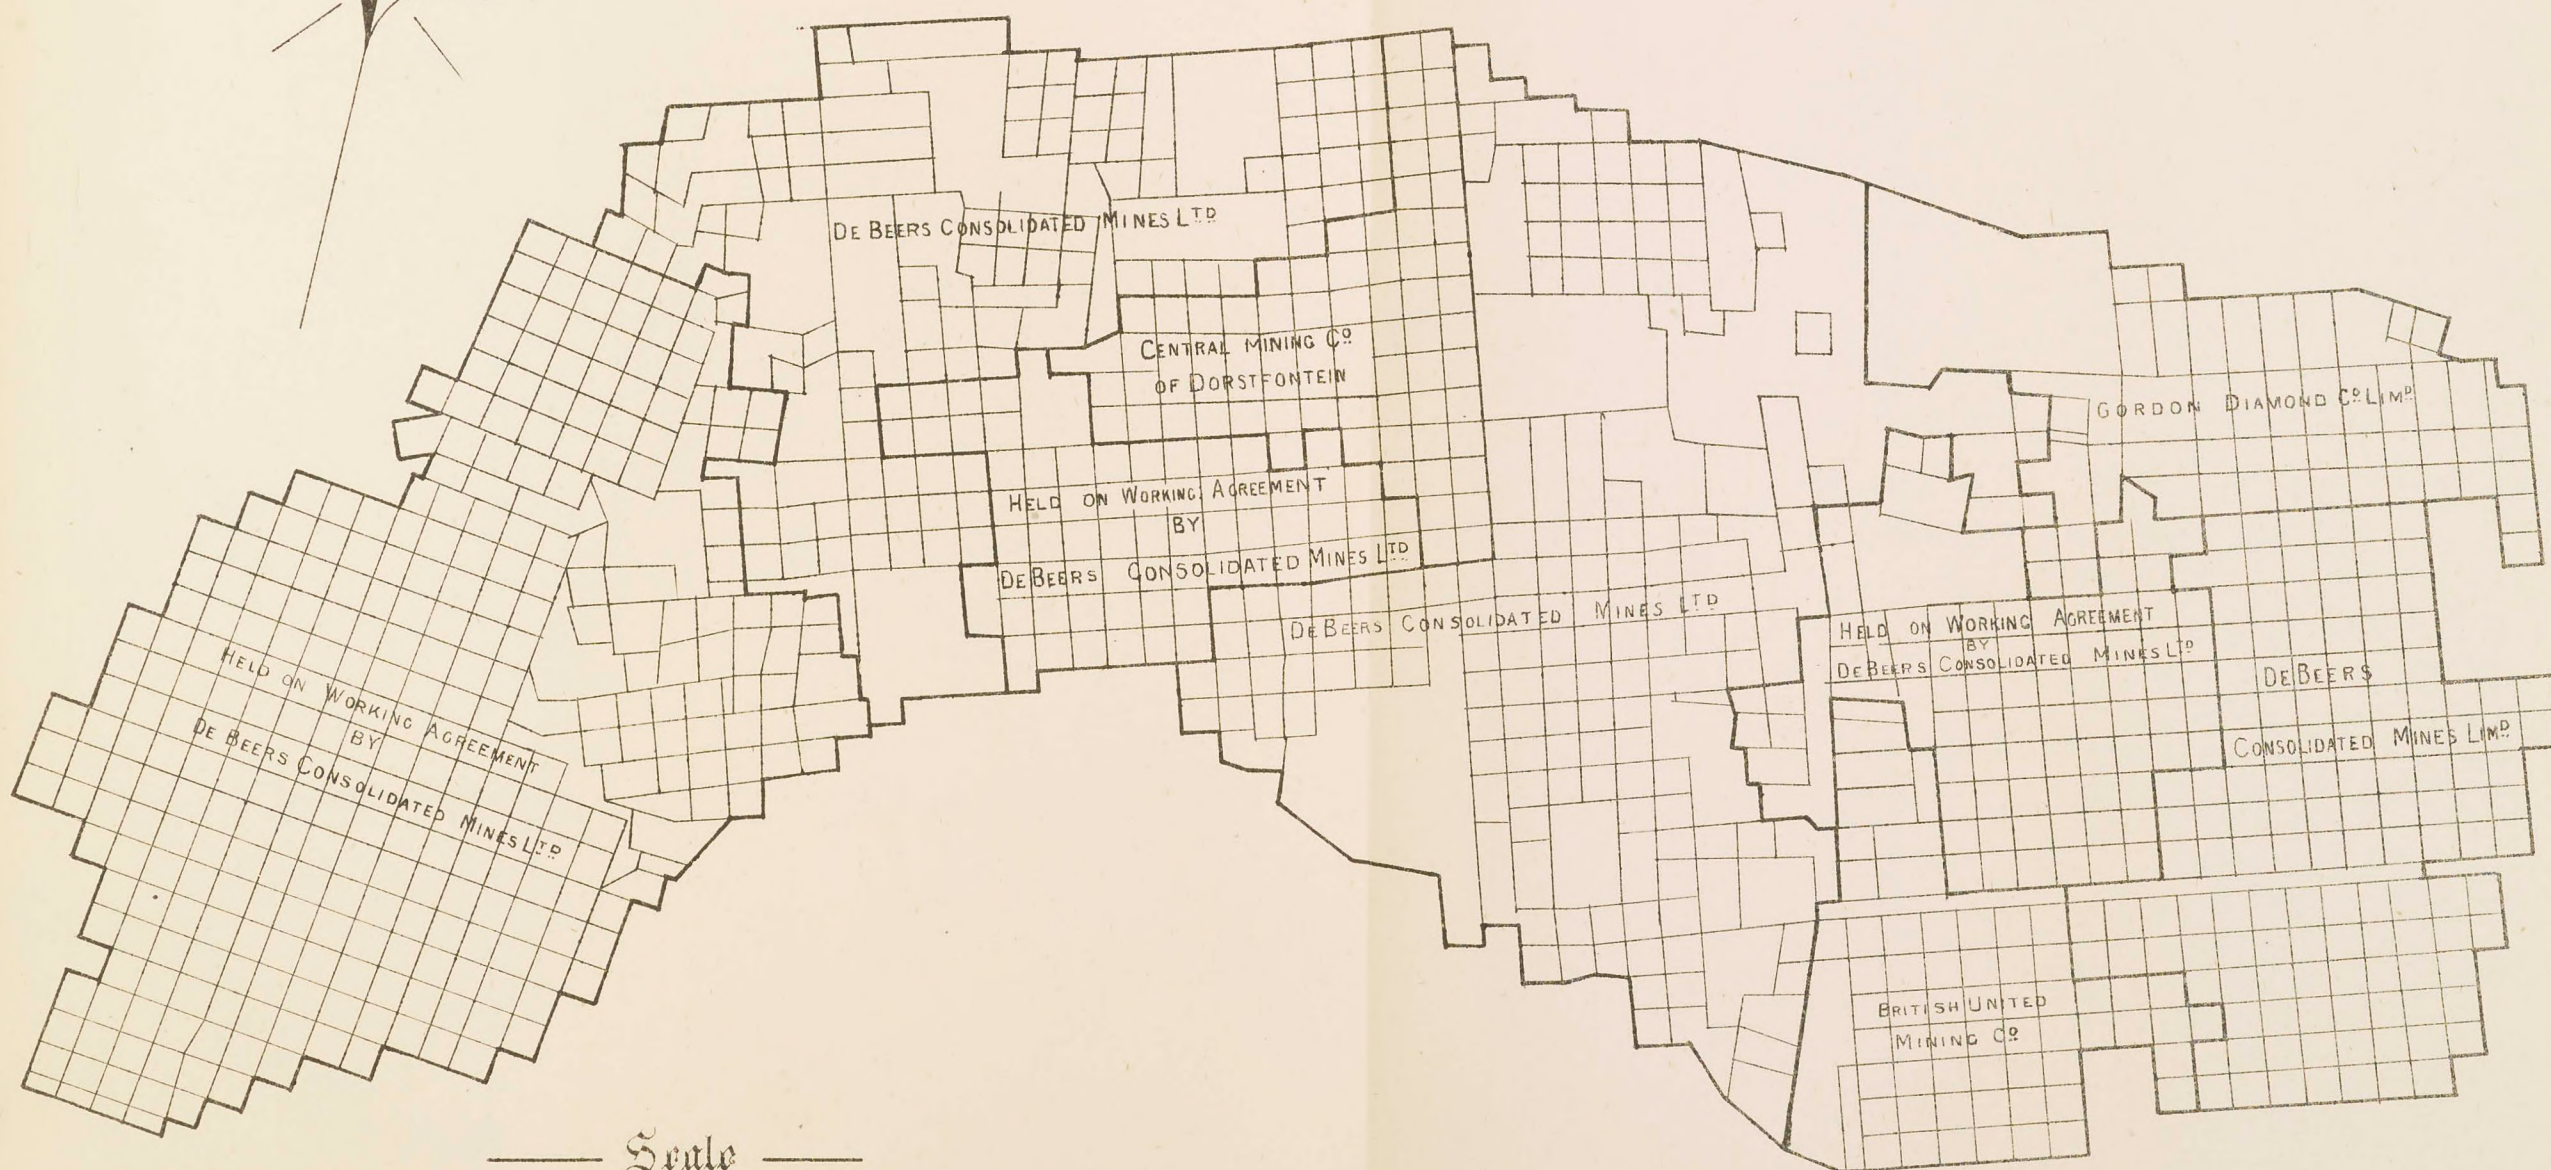 DE BEERS CONSOLIDATED MINES LTD
CENTRAL MINING Co
OF DORSTFONTEIN
HELD ON WORKING AGREEMENT
BY
DE BEERS CONSOLIDATED MINES LTD
DE BEERS CONSOLIDATED MINES LTD
GORDON DIAMOND Co LIMD
HELD ON WORKING AGREEMENT
BY
DE BEERS CONSOLIDATED MINES LTD
DE BEERS
CONSOLIDATED MINES LIMD
HELD ON WORKING AGREEMENT
BY
DE BEERS CONSOLIDATED MINES LTD
BRITISH UNITED
MINING Co
Scale